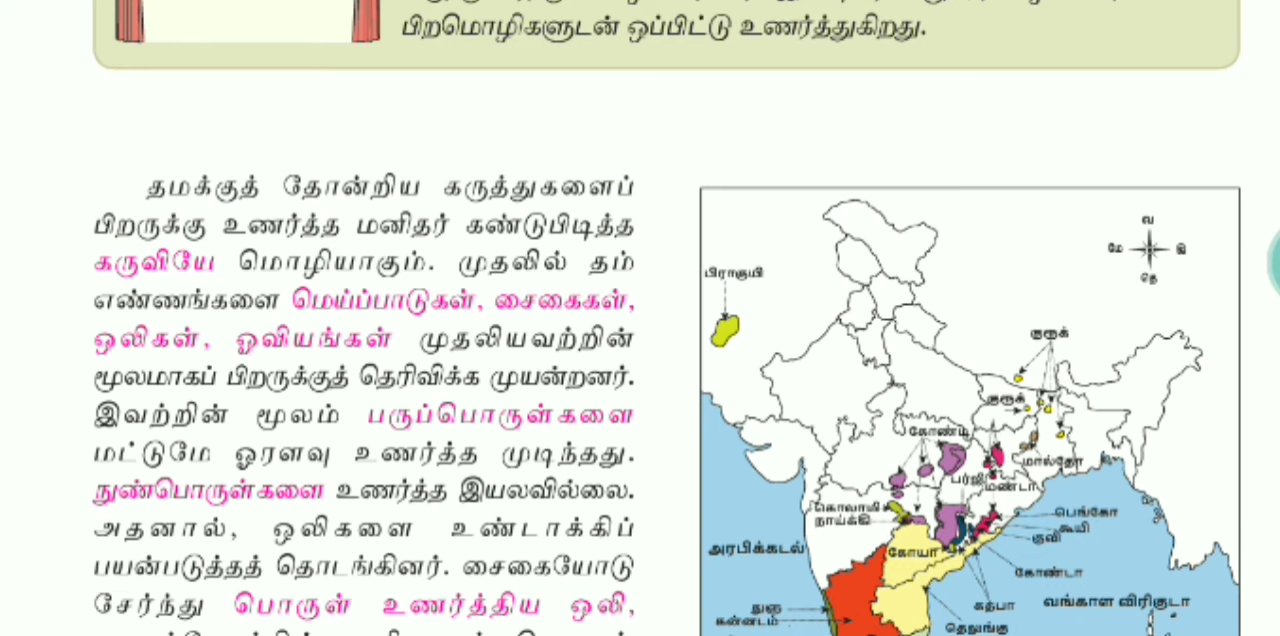 பிறமொழிகளுடன் ஒப்பிட்டு உணர்த்துகிறது.
தமக்குத் தோன்றிய கருத்துகளைப்
பிறருக்கு உணர்த்த மனிதர் கண்டுபிடித்த
கருவியே மொழியாகும். முதலில் தம்
எண்ணங்களை மெய்ப்பாடுகள், சைகைகள்,
ஒலிகள், ஓவியங்கள் முதலியவற்றின்
மூலமாகப் பிறருக்குத் தெரிவிக்க முயன்றனர்.
இவற்றின் மூலம் பருப்பொருள்களை
மட்டுமே ஓரளவு உணர்த்த முடிந்தது.
நுண்பொருள்களை உணர்த்த இயலவில்லை.
அதனால், ஒலிகளை உண்டாக்கிப்
பயன்படுத்தத் தொடங்கினர். சைகையோடு
சேர்ந்து பொருள் உணர்த்திய ஒலி,
வ
மே
கி
தெ
பிராகுயி
குரூக்
குரூக்
கோண்டி
மால்தோ
பர்ஜி
மண்டா
கொலாமி
நாய்க்கி
பெங்கோ
கூயி
குவி
அரபிக்கடல்
கோயா
கோண்டா
துளு
கன்னடம்
கதபா
வங்காள விரிகுடா
தெலுங்கு